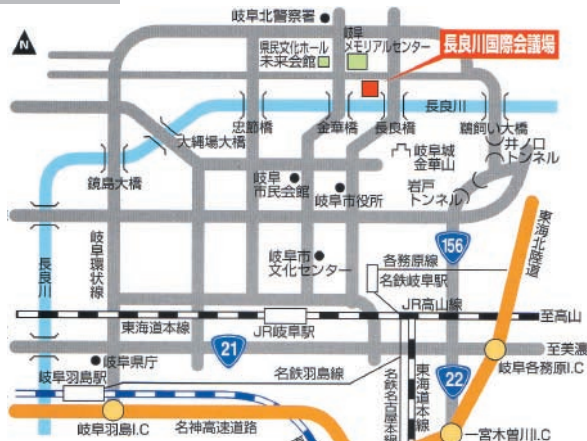 岐阜北警察署
N
県民文化ホール
未来会館
岐阜
メモリアルセンター
長良川国際会議場
長良川
忠節橋
金華橋
長良橋
鵜飼い大橋
大縄場大橋
鏡島大橋
岐阜城
金華山
井ノ口
トンネル
岐阜
市民会館
岐阜市役所
岩戸
トンネル
長良川
岐阜環状線
岐阜市
文化センター
各務原線
名鉄岐阜駅
156
東海北陸道
JR高山線
至高山
東海道本線
JR岐阜駅
21
至美濃
岐阜県庁
岐阜羽島駅
名鉄羽島線
名鉄名古屋本線
東海道本線
22
岐阜各務原I.C
岐阜羽島I.C
名神高速道路
一宮木曽川I.C